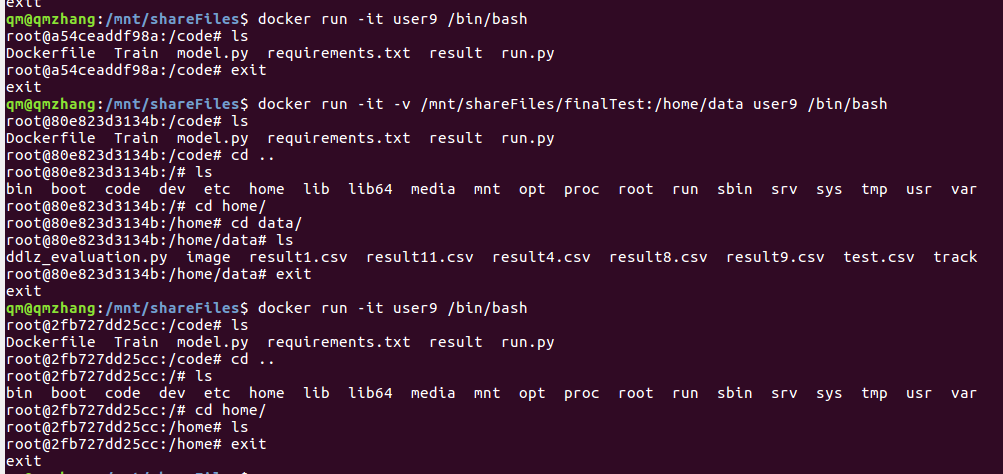 exit
qm@qmzhang:/mnt/shareFiles$ docker run -it user9 /bin/bash
root@a54ceaddf98a:/code# ls
Dockerfile  Train  model.py  requirements.txt  result  run.py
root@a54ceaddf98a:/code# exit
exit
qm@qmzhang:/mnt/shareFiles$ docker run -it -v /mnt/shareFiles/finalTest:/home/data user9 /bin/bash
root@80e823d3134b:/code# ls
Dockerfile  Train  model.py  requirements.txt  result  run.py
root@80e823d3134b:/code# cd ..
root@80e823d3134b:/# ls
bin  boot  code  dev  etc  home  lib  lib64  media  mnt  opt  proc  root  run  sbin  srv  sys  tmp  usr  var
root@80e823d3134b:/# cd home/
root@80e823d3134b:/home# cd data/
root@80e823d3134b:/home/data# ls
ddlz_evaluation.py  image  result1.csv  result11.csv  result4.csv  result8.csv  result9.csv  test.csv  track
root@80e823d3134b:/home/data# exit
exit
qm@qmzhang:/mnt/shareFiles$ docker run -it user9 /bin/bash
root@2fb727dd25cc:/code# ls
Dockerfile  Train  model.py  requirements.txt  result  run.py
root@2fb727dd25cc:/code# cd ..
root@2fb727dd25cc:/# ls
bin  boot  code  dev  etc  home  lib  lib64  media  mnt  opt  proc  root  run  sbin  srv  sys  tmp  usr  var
root@2fb727dd25cc:/# cd home/
root@2fb727dd25cc:/home# ls
root@2fb727dd25cc:/home# exit
exit